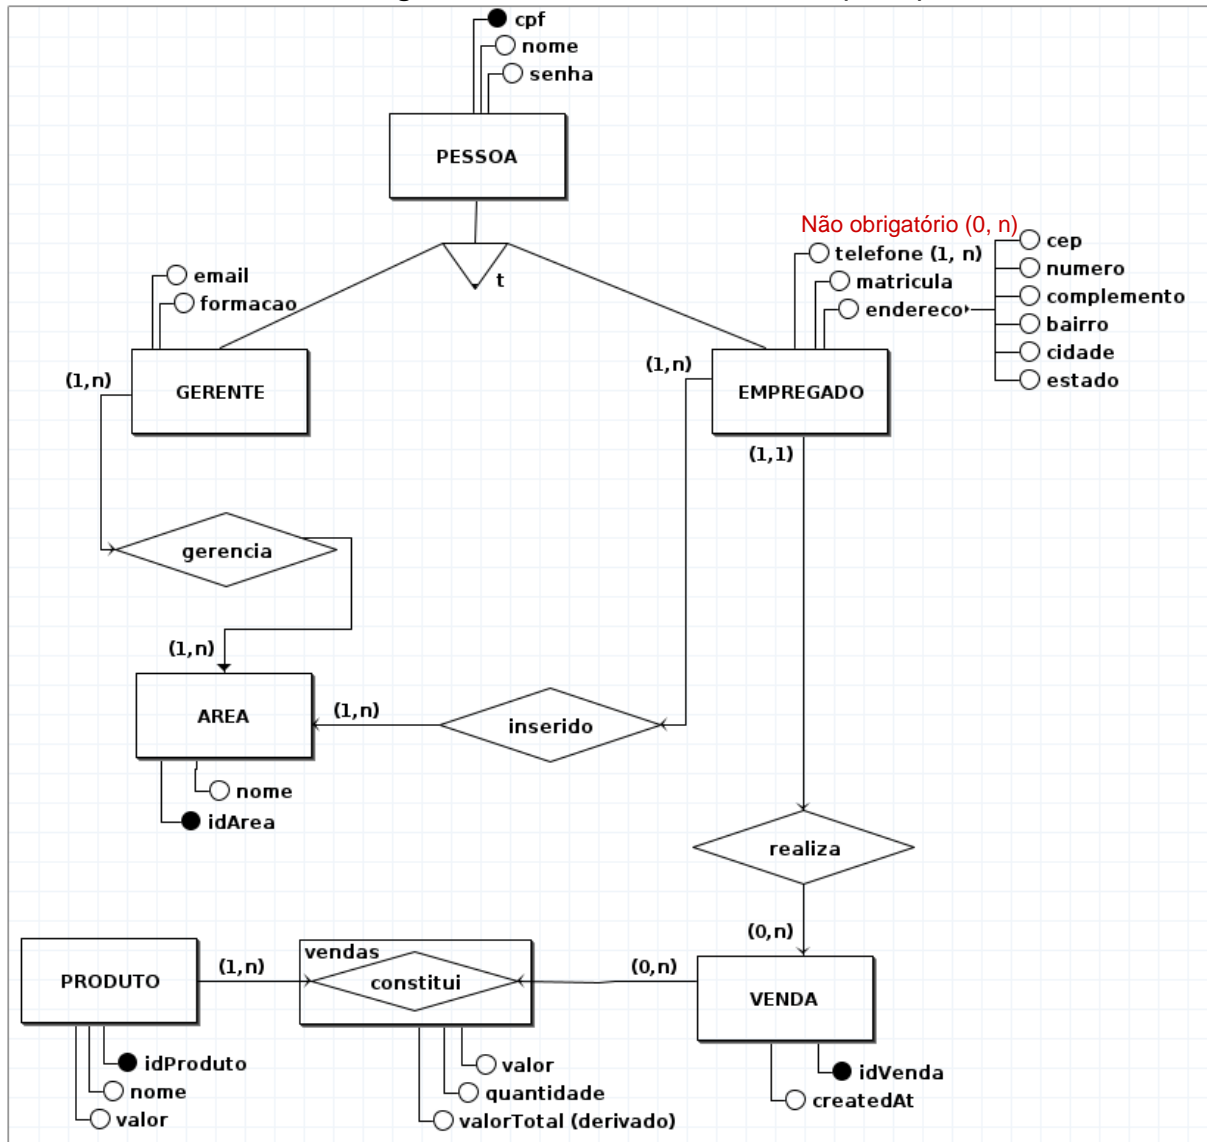 cpf
nome
senha
PESSOA
t
email
formacao
(1,n)
GERENTE
Não obrigatório (0, n)
telefone (1, n)
matricula
endereco
cep
numero
complemento
bairro
cidade
estado
(1,n)
EMPREGADO
(1,1)
gerencia
(1,n)
AREA
(1,n)
inserido
nome
idArea
realiza
(0,n)
PRODUTO
(1,n)
vendas
constitui
(0,n)
VENDA
idProduto
nome
valor
valor
quantidade
valorTotal (derivado)
idVenda
createdAt